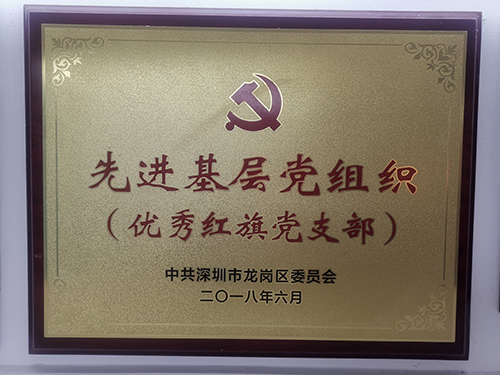 先进基层党组织
（优秀红旗党支部）
中共深圳市龙岗区委员会
二〇一八年六月